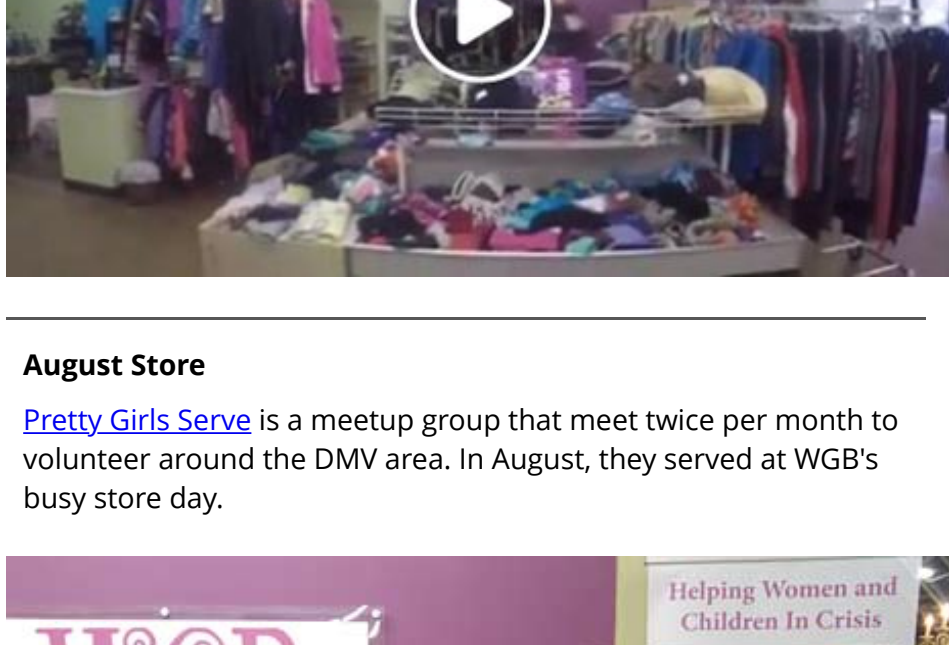 August Store
Pretty Girls Serve is a meetup group that meet twice per month to
volunteer around the DMV area. In August, they served at WGB's
busy store day.
Helping Women and
Children In Crisis